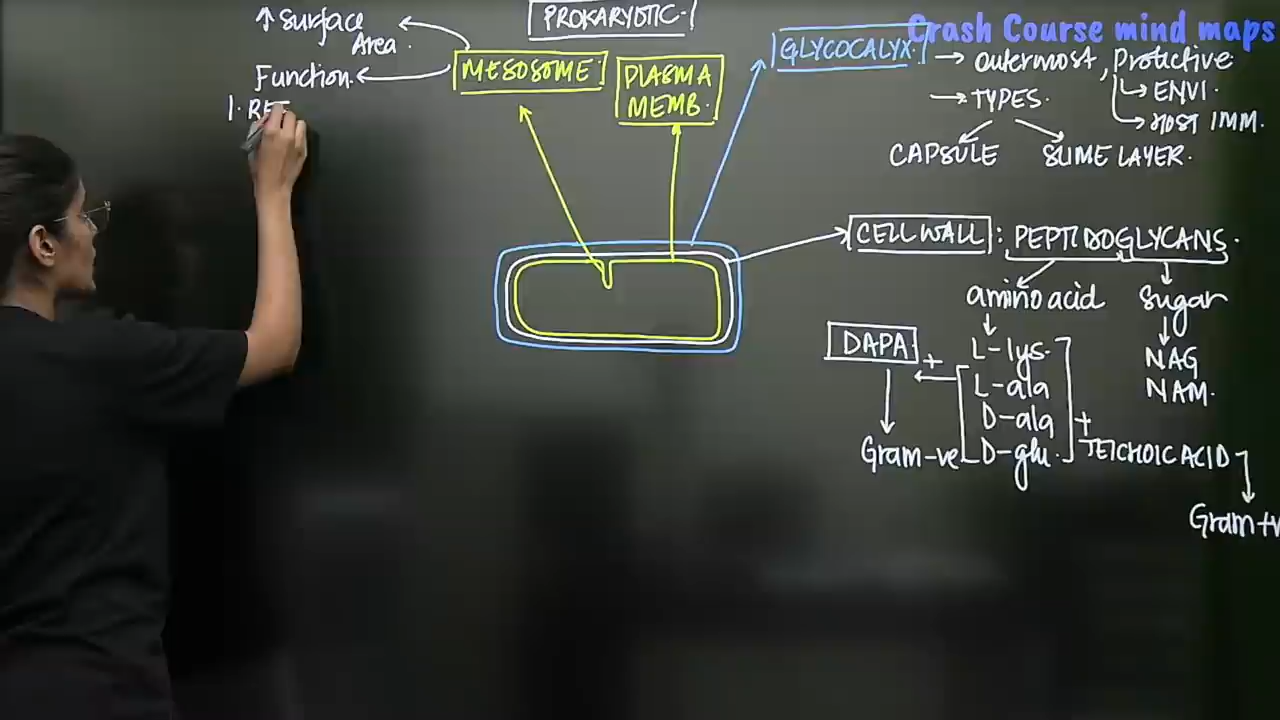 PROKARYOTIC
Crash Course mind maps
↑ Surface
Area.
Function.
1. RE
MESOSOME
PLASMA
MEMB.
GLYCOCALYX
→ outermost, Protective
→ ENVI.
→ HOST IMM.
→ TYPES.
CAPSULE SLIME LAYER.
CELL WALL : PEPTIDOGLYCANS.
amino acid sugar
DAPA + L-lys. NAG
L-ala NAM.
D-ala +
Gram-ve D-glu. TEICHOIC ACID
Gram+v